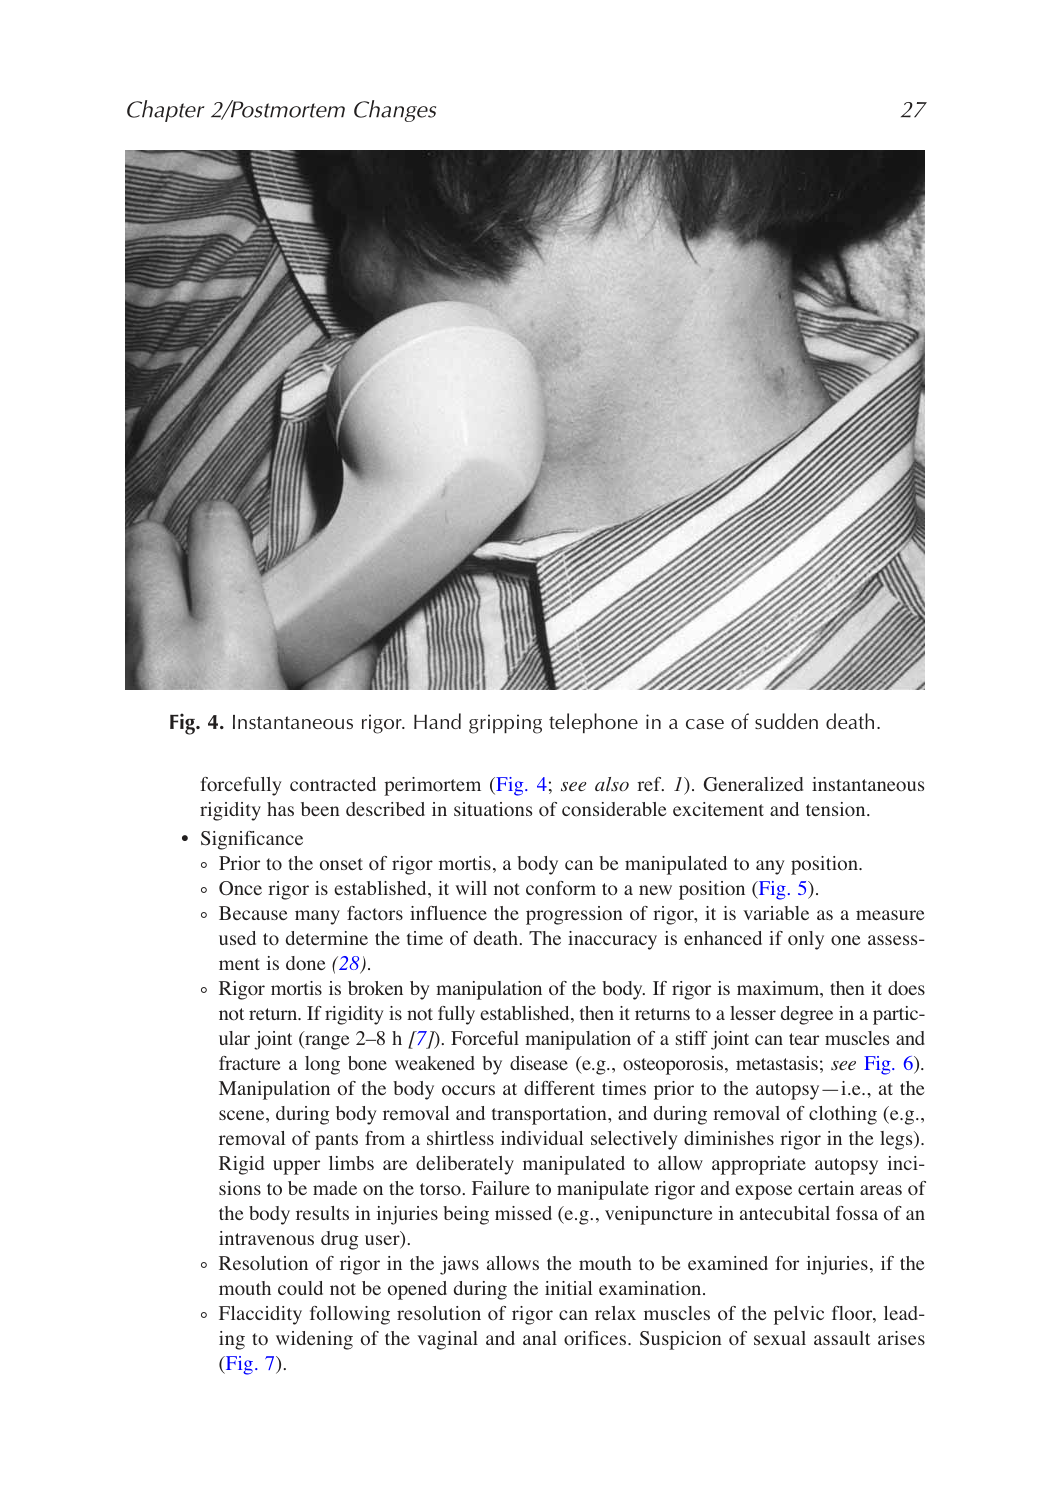 Chapter 2/Postmortem Changes 27
Fig. 4. Instantaneous rigor. Hand gripping telephone in a case of sudden death.
forcefully contracted perimortem (Fig. 4; see also ref. 1). Generalized instantaneous
rigidity has been described in situations of considerable excitement and tension.
• Significance
◦ Prior to the onset of rigor mortis, a body can be manipulated to any position.
◦ Once rigor is established, it will not conform to a new position (Fig. 5).
◦ Because many factors influence the progression of rigor, it is variable as a measure
used to determine the time of death. The inaccuracy is enhanced if only one assess-
ment is done (28).
◦ Rigor mortis is broken by manipulation of the body. If rigor is maximum, then it does
not return. If rigidity is not fully established, then it returns to a lesser degree in a partic-
ular joint (range 2–8 h [7]). Forceful manipulation of a stiff joint can tear muscles and
fracture a long bone weakened by disease (e.g., osteoporosis, metastasis; see Fig. 6).
Manipulation of the body occurs at different times prior to the autopsy—i.e., at the
scene, during body removal and transportation, and during removal of clothing (e.g.,
removal of pants from a shirtless individual selectively diminishes rigor in the legs).
Rigid upper limbs are deliberately manipulated to allow appropriate autopsy inci-
sions to be made on the torso. Failure to manipulate rigor and expose certain areas of
the body results in injuries being missed (e.g., venipuncture in antecubital fossa of an
intravenous drug user).
◦ Resolution of rigor in the jaws allows the mouth to be examined for injuries, if the
mouth could not be opened during the initial examination.
◦ Flaccidity following resolution of rigor can relax muscles of the pelvic floor, lead-
ing to widening of the vaginal and anal orifices. Suspicion of sexual assault arises
(Fig. 7).